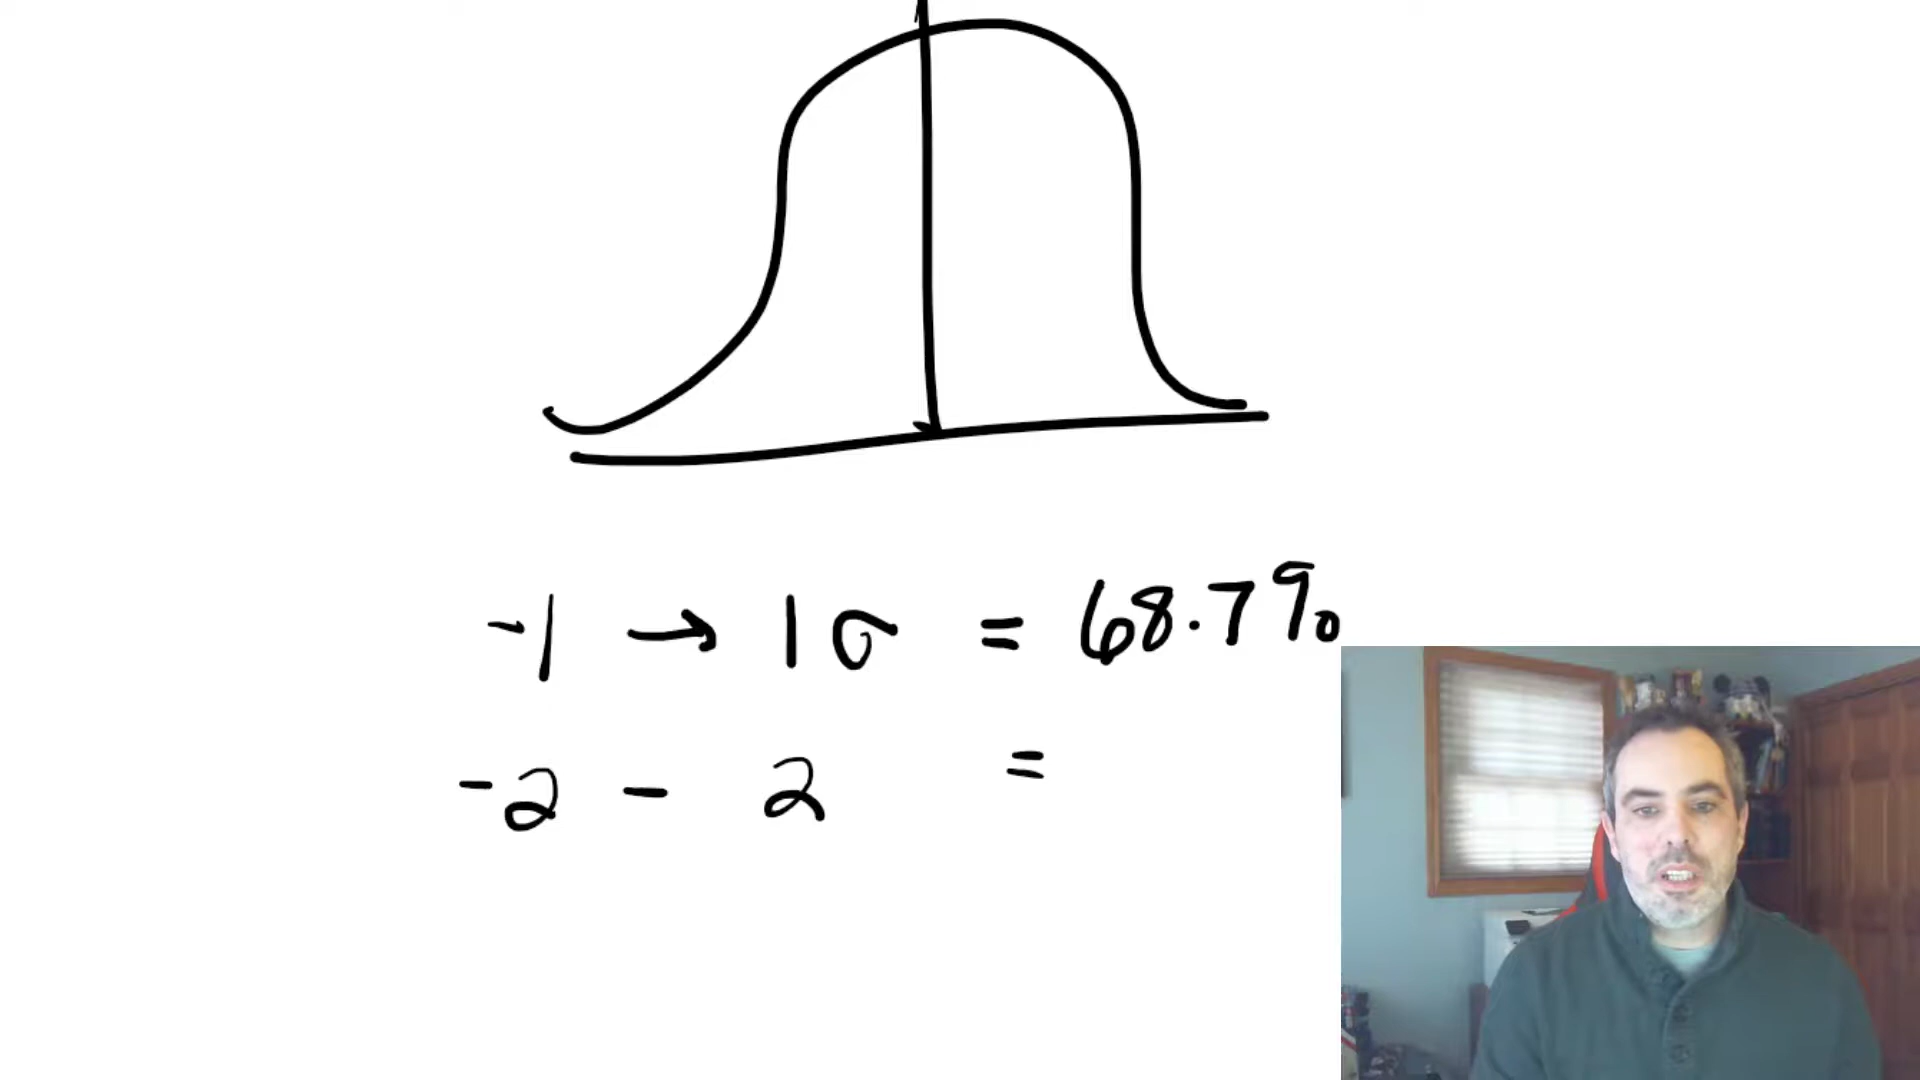 -1 → 1σ = 68.7%
-2 - 2 =